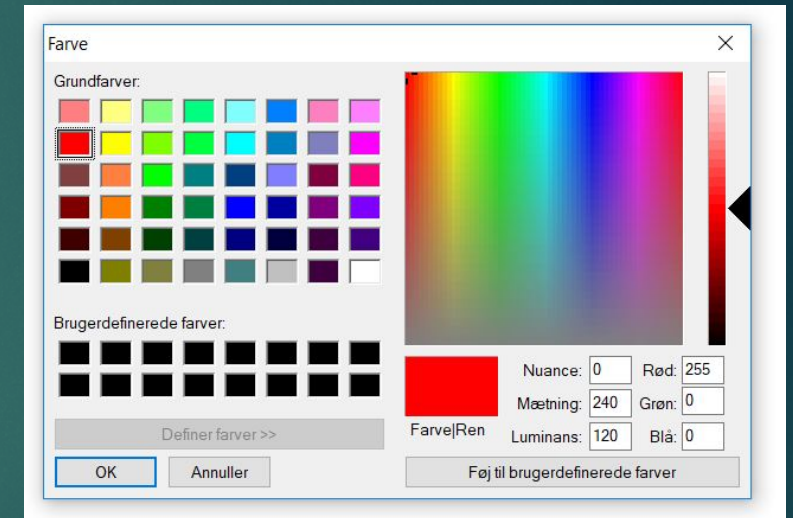 Farve
Grundfarver:
Brugerdefinerede farver:
Definer farver >>
OK Annuller
Farve|Ren
Nuance: 0 Rød: 255
Mætning: 240 Grøn: 0
Luminans: 120 Blå: 0
Føj til brugerdefinerede farver